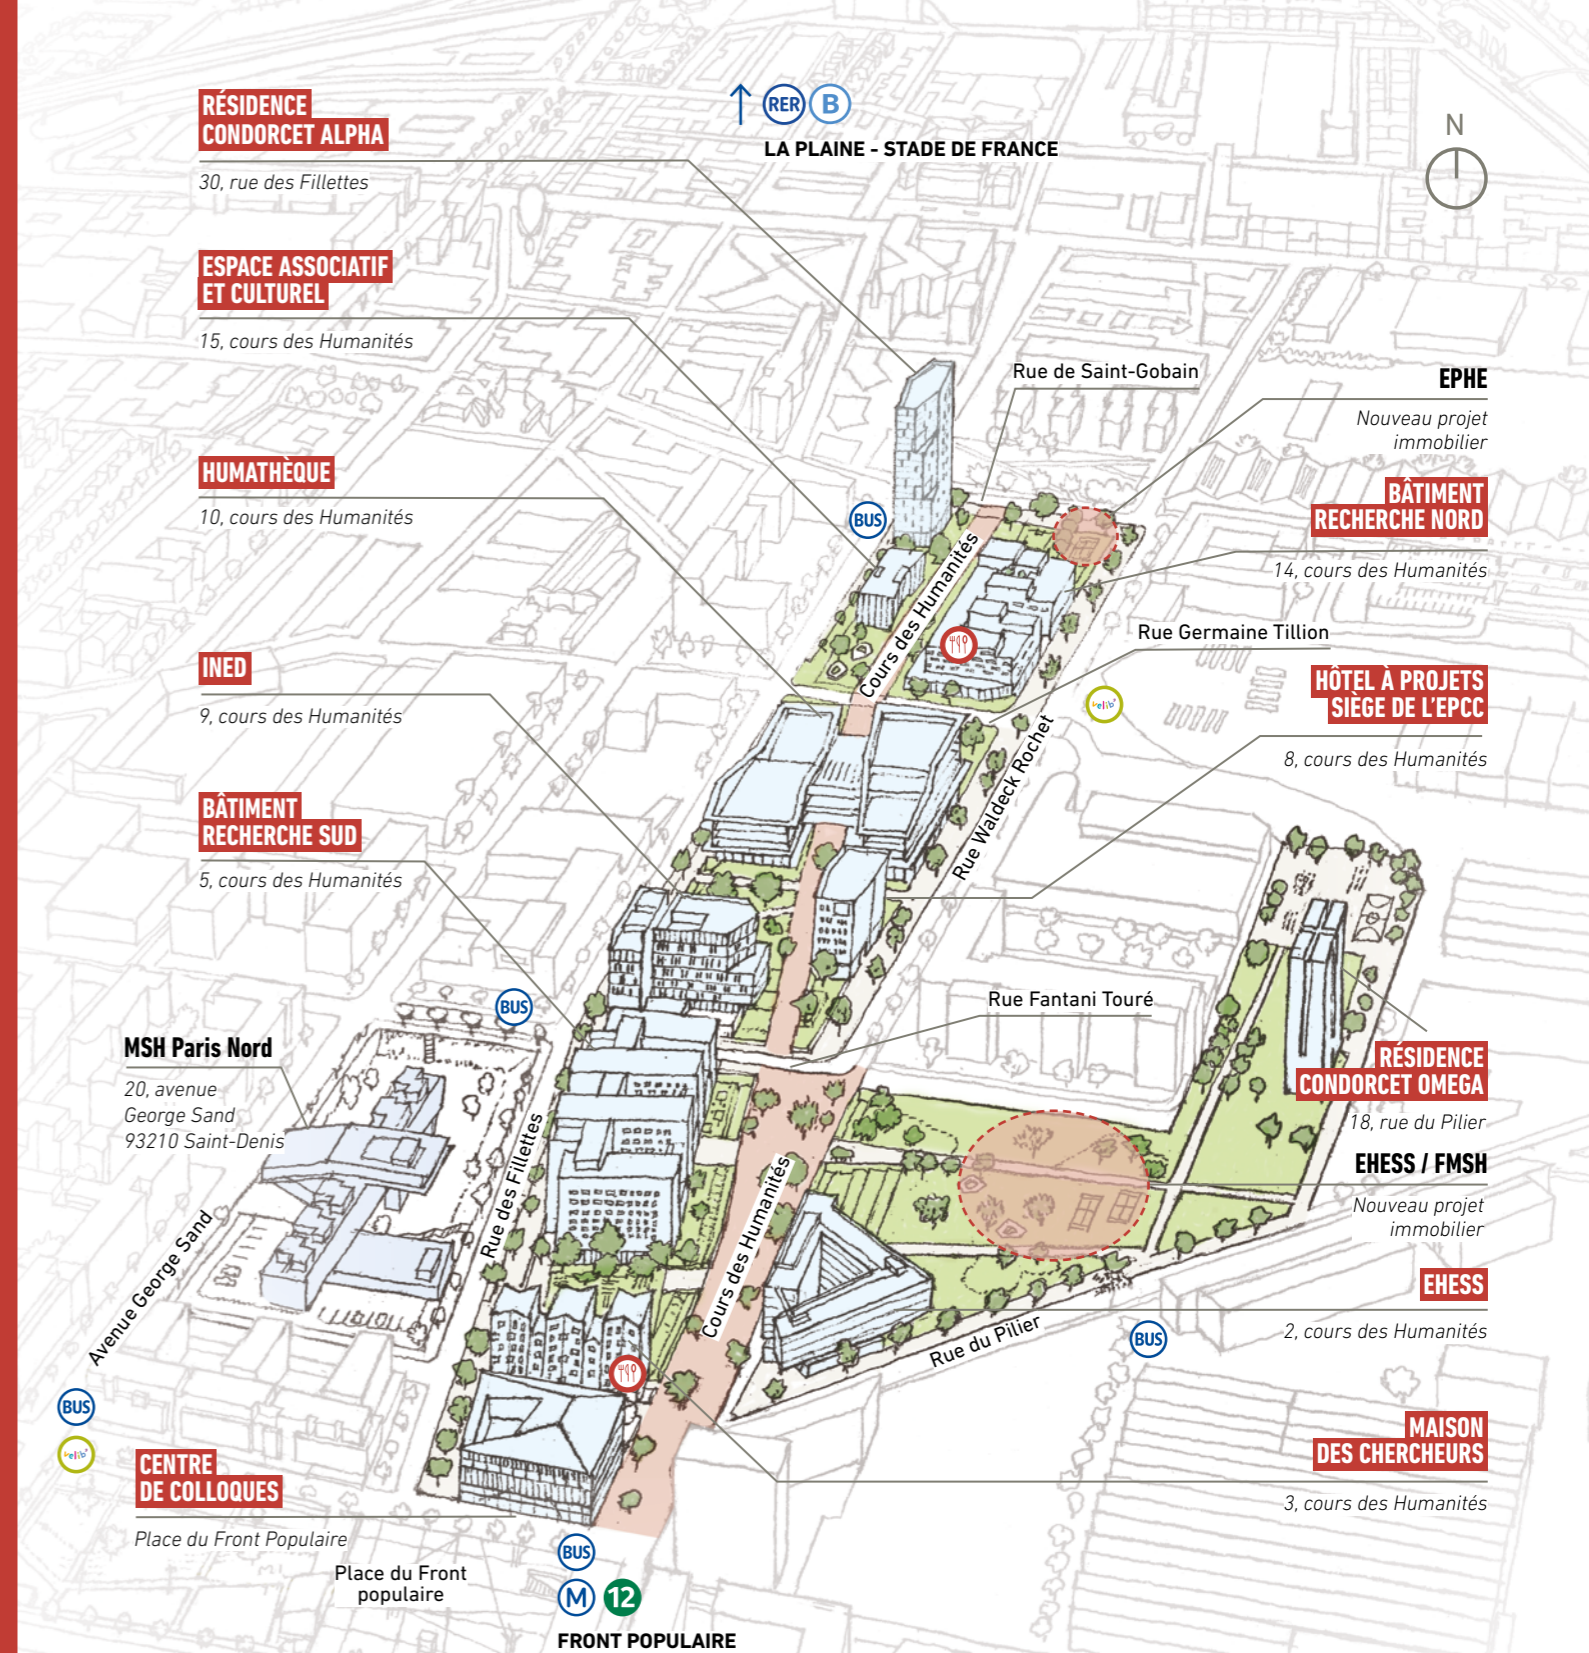 RÉSIDENCE
CONDORCET ALPHA
30, rue des Fillettes
RER B
LA PLAINE - STADE DE FRANCE
N
ESPACE ASSOCIATIF
ET CULTUREL
15, cours des Humanités
Rue de Saint-Gobain
EPHE
Nouveau projet
immobilier
HUMATHÈQUE
10, cours des Humanités
BUS
BÂTIMENT
RECHERCHE NORD
14, cours des Humanités
Cours des Humanités
Rue Germaine Tillion
INED
9, cours des Humanités
velib'
HÔTEL À PROJETS
SIÈGE DE L'EPCC
8, cours des Humanités
Rue Waldeck Rochet
BÂTIMENT
RECHERCHE SUD
5, cours des Humanités
BUS
Rue Fantani Touré
MSH Paris Nord
20, avenue
George Sand
93210 Saint-Denis
RÉSIDENCE
CONDORCET OMEGA
18, rue du Pilier
Rue des Fillettes
Cours des Humanités
EHESS / FMSH
Nouveau projet
immobilier
Avenue George Sand
EHESS
2, cours des Humanités
Rue du Pilier
BUS
BUS
velib'
MAISON
DES CHERCHEURS
3, cours des Humanités
CENTRE
DE COLLOQUES
Place du Front Populaire
Place du Front
populaire
BUS
M 12
FRONT POPULAIRE